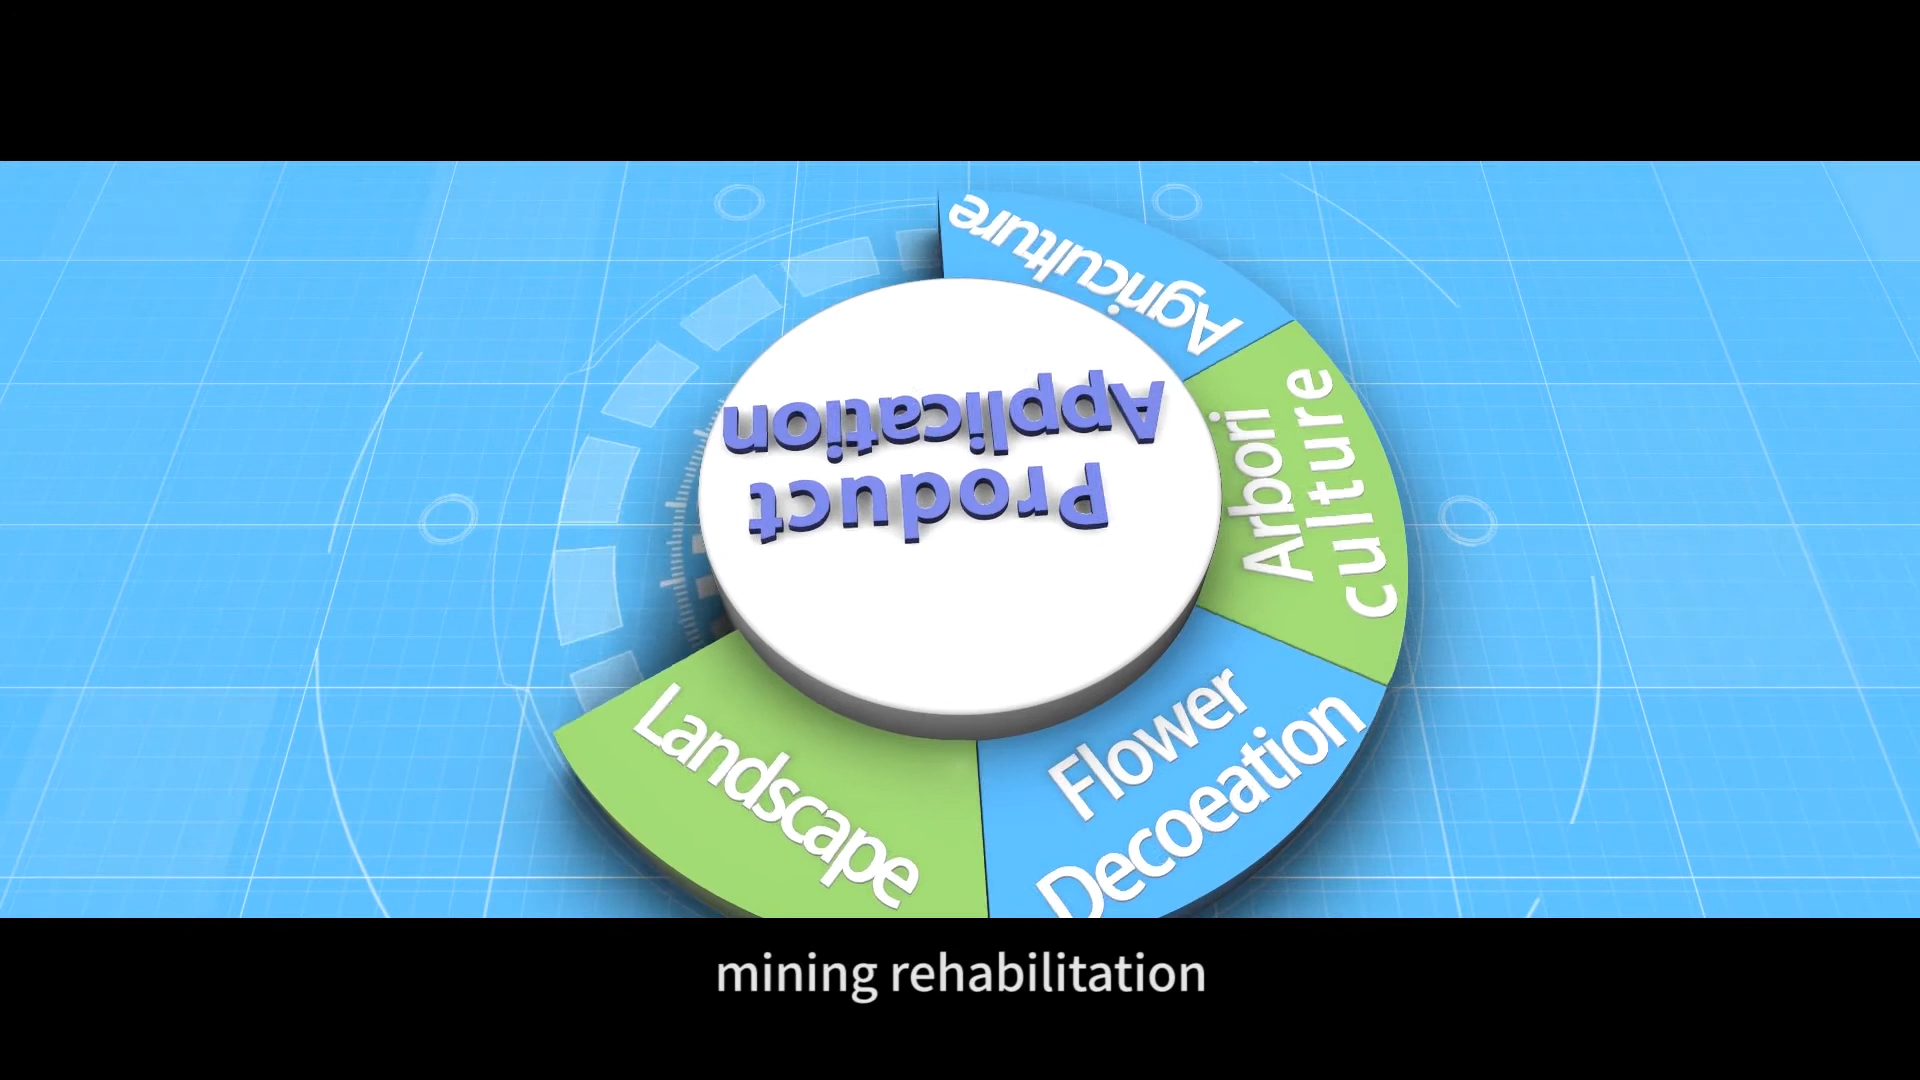 Product
Application
Agriculture
Arbori
culture
Flower
Decoeation
Landscape
mining rehabilitation